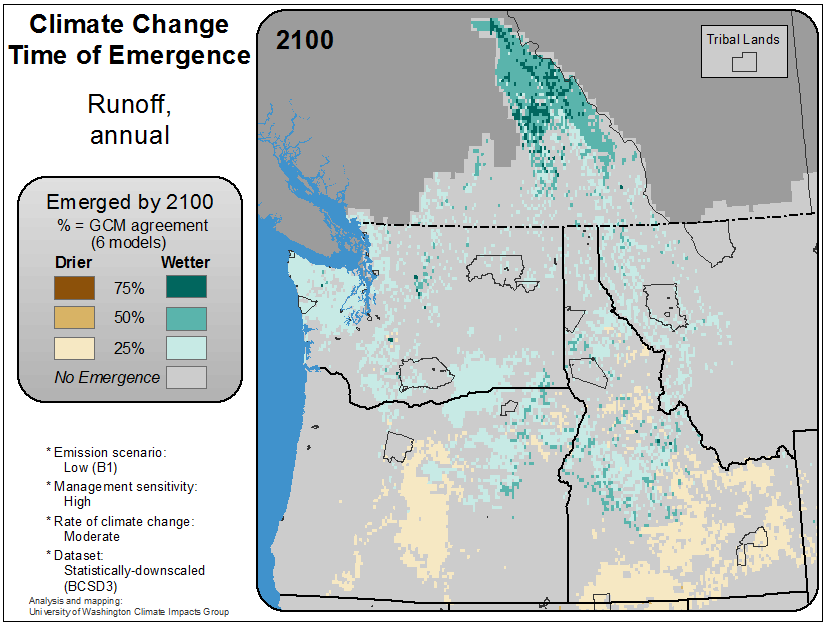 Climate Change
Time of Emergence
Runoff,
annual
Emerged by 2100
% = GCM agreement
(6 models)
Drier Wetter
75%
50%
25%
No Emergence
* Emission scenario:
Low (B1)
* Management sensitivity:
High
* Rate of climate change:
Moderate
* Dataset:
Statistically-downscaled
(BCSD3)
Analysis and mapping:
University of Washington Climate Impacts Group
2100
Tribal Lands